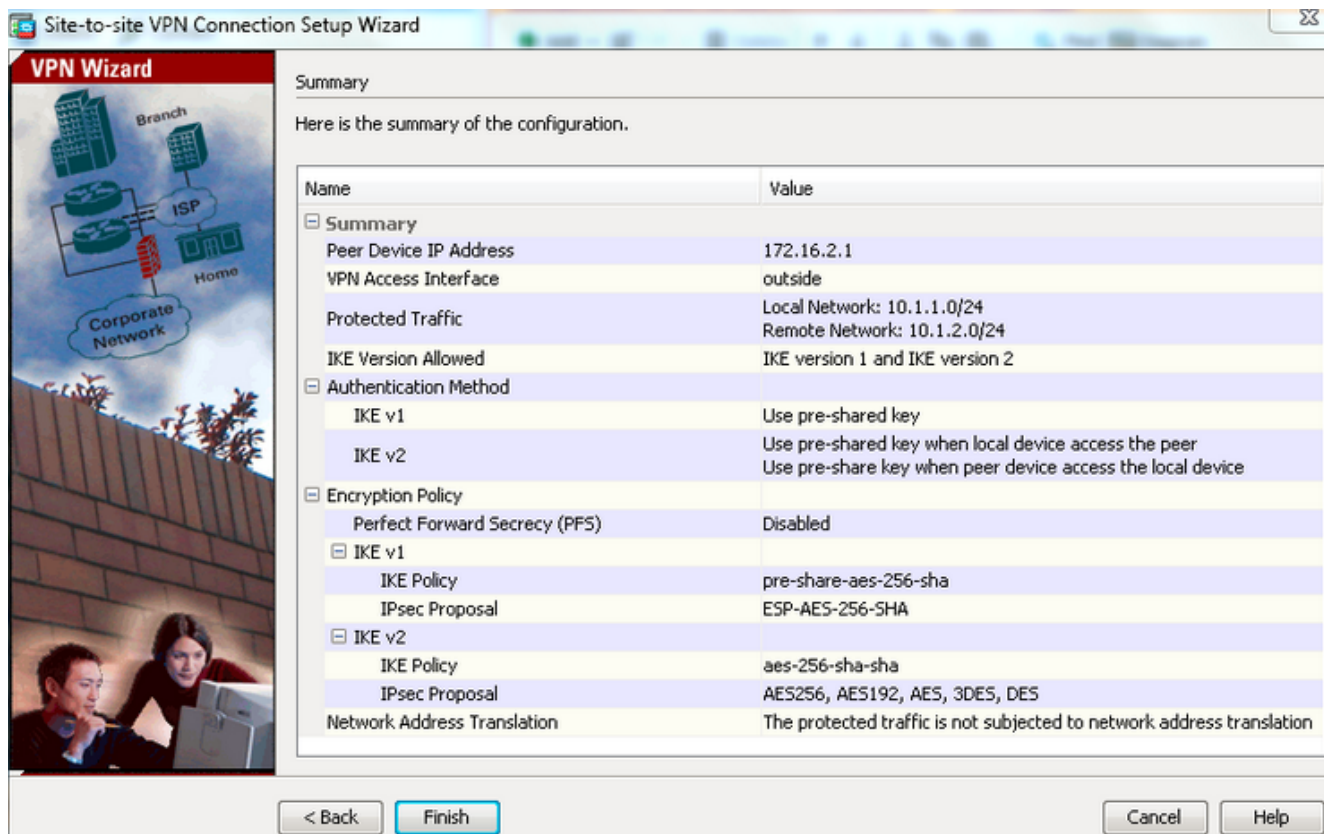 Site-to-site VPN Connection Setup Wizard
VPN Wizard
Branch
ISP
Home
Corporate
Network
Summary
Here is the summary of the configuration.
Name Value
Summary
Peer Device IP Address 172.16.2.1
VPN Access Interface outside
Protected Traffic Local Network: 10.1.1.0/24
Remote Network: 10.1.2.0/24
IKE Version Allowed IKE version 1 and IKE version 2
Authentication Method
IKE v1 Use pre-shared key
IKE v2 Use pre-shared key when local device access the peer
Use pre-share key when peer device access the local device
Encryption Policy
Perfect Forward Secrecy (PFS) Disabled
IKE v1
IKE Policy pre-share-aes-256-sha
IPsec Proposal ESP-AES-256-SHA
IKE v2
IKE Policy aes-256-sha-sha
IPsec Proposal AES256, AES192, AES, 3DES, DES
Network Address Translation The protected traffic is not subjected to network address translation
< Back Finish Cancel Help